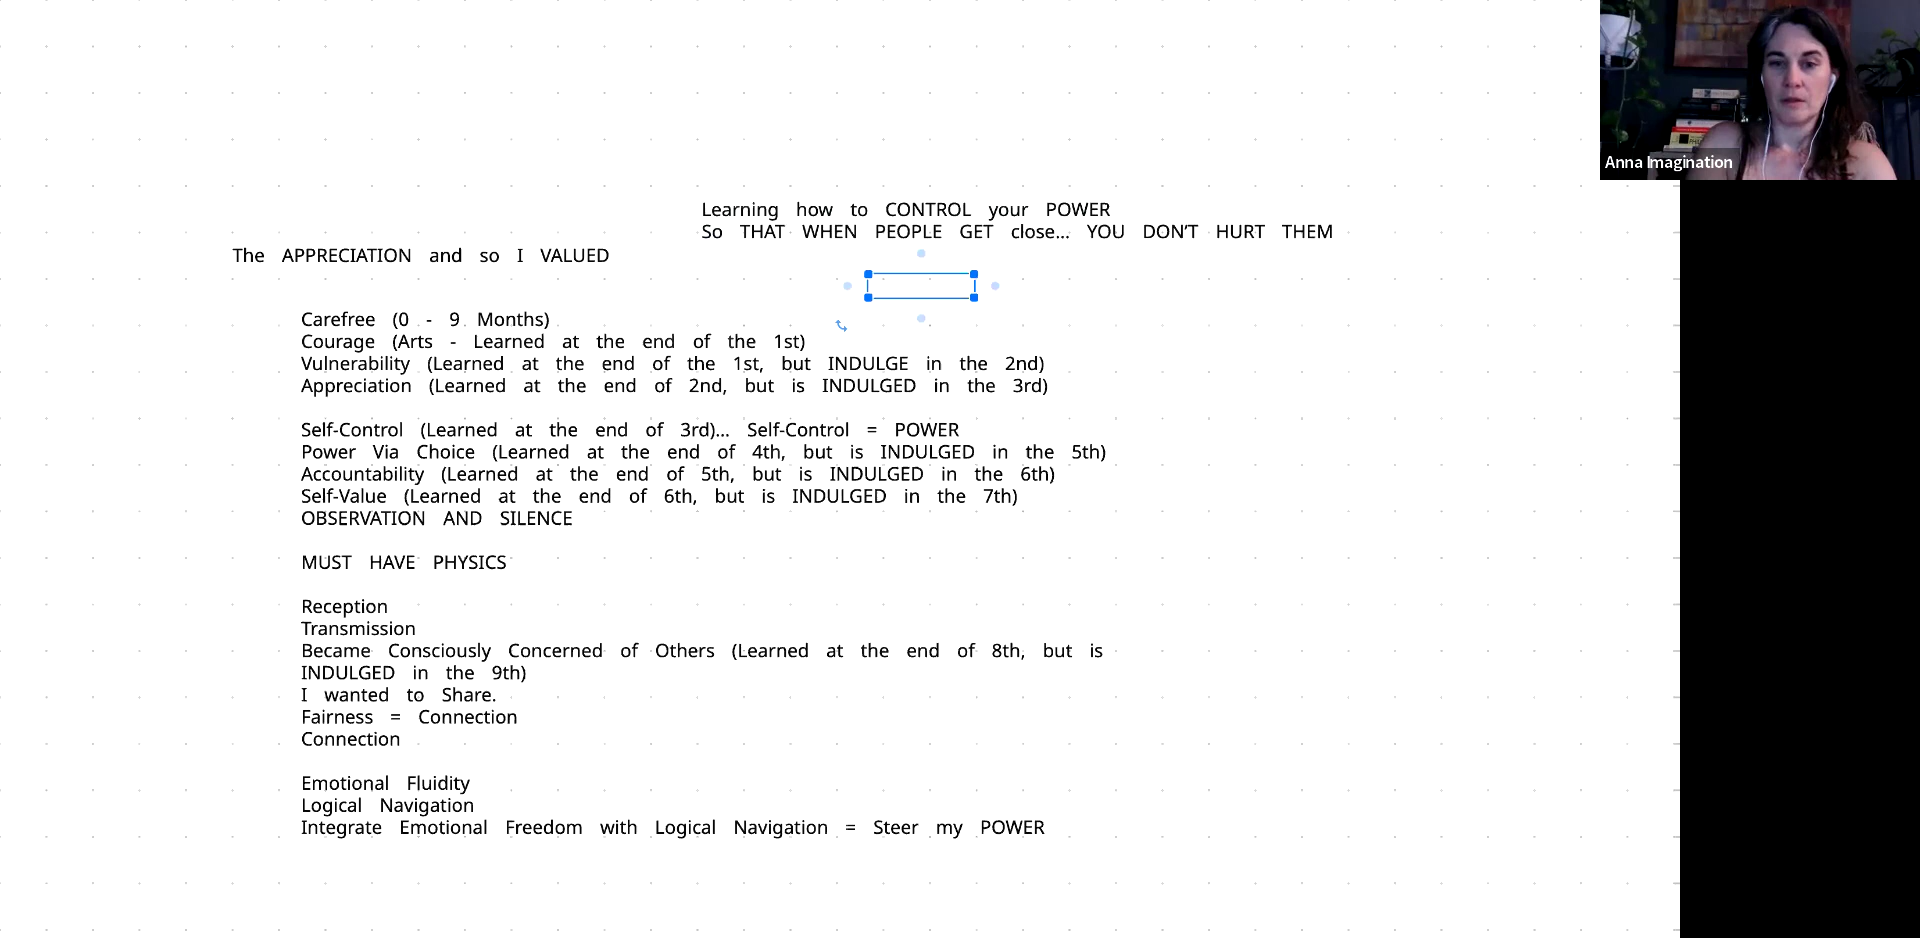 Anna Imagination
Learning how to CONTROL your POWER
So THAT WHEN PEOPLE GET close... YOU DON'T HURT THEM
The APPRECIATION and so I VALUED
Carefree (0 - 9 Months)
Courage (Arts - Learned at the end of the 1st)
Vulnerability (Learned at the end of the 1st, but INDULGE in the 2nd)
Appreciation (Learned at the end of 2nd, but is INDULGED in the 3rd)
Self-Control (Learned at the end of 3rd)... Self-Control = POWER
Power Via Choice (Learned at the end of 4th, but is INDULGED in the 5th)
Accountability (Learned at the end of 5th, but is INDULGED in the 6th)
Self-Value (Learned at the end of 6th, but is INDULGED in the 7th)
OBSERVATION AND SILENCE
MUST HAVE PHYSICS
Reception
Transmission
Became Consciously Concerned of Others (Learned at the end of 8th, but is
INDULGED in the 9th)
I wanted to Share.
Fairness = Connection
Connection
Emotional Fluidity
Logical Navigation
Integrate Emotional Freedom with Logical Navigation = Steer my POWER